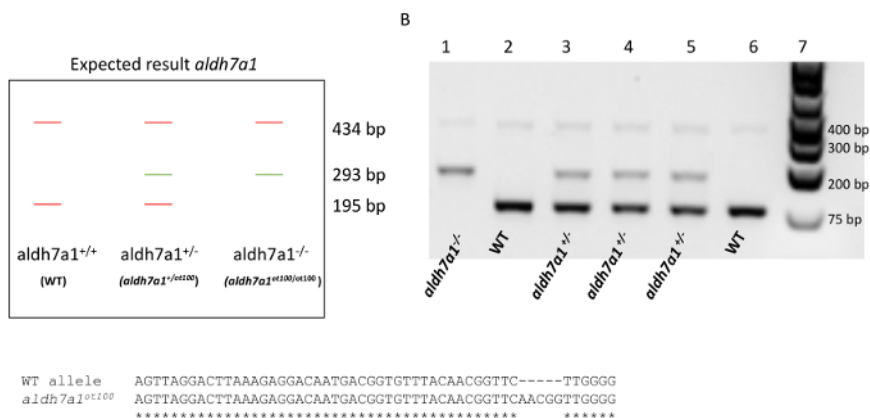 B
1 2 3 4 5 6 7
Expected result aldh7a1
434 bp
293 bp
195 bp
400 bp
300 bp
200 bp
75 bp
aldh7a1+/+ aldh7a1+/- aldh7a1-/-
(WT) (aldh7a1+/ot100) (aldh7a1ot100/ot100)
aldh7a1-/- WT aldh7a1+/- aldh7a1+/- aldh7a1+/- WT
WT allele AGTTAGGACTTAAAGAGGACAATGACGGTGTTTACAACGGTTC-----TTGGGG
aldh7a1ot100 AGTTAGGACTTAAAGAGGACAATGACGGTGTTTACAACGGTTCAACGGTTGGGG
******************************************* ******